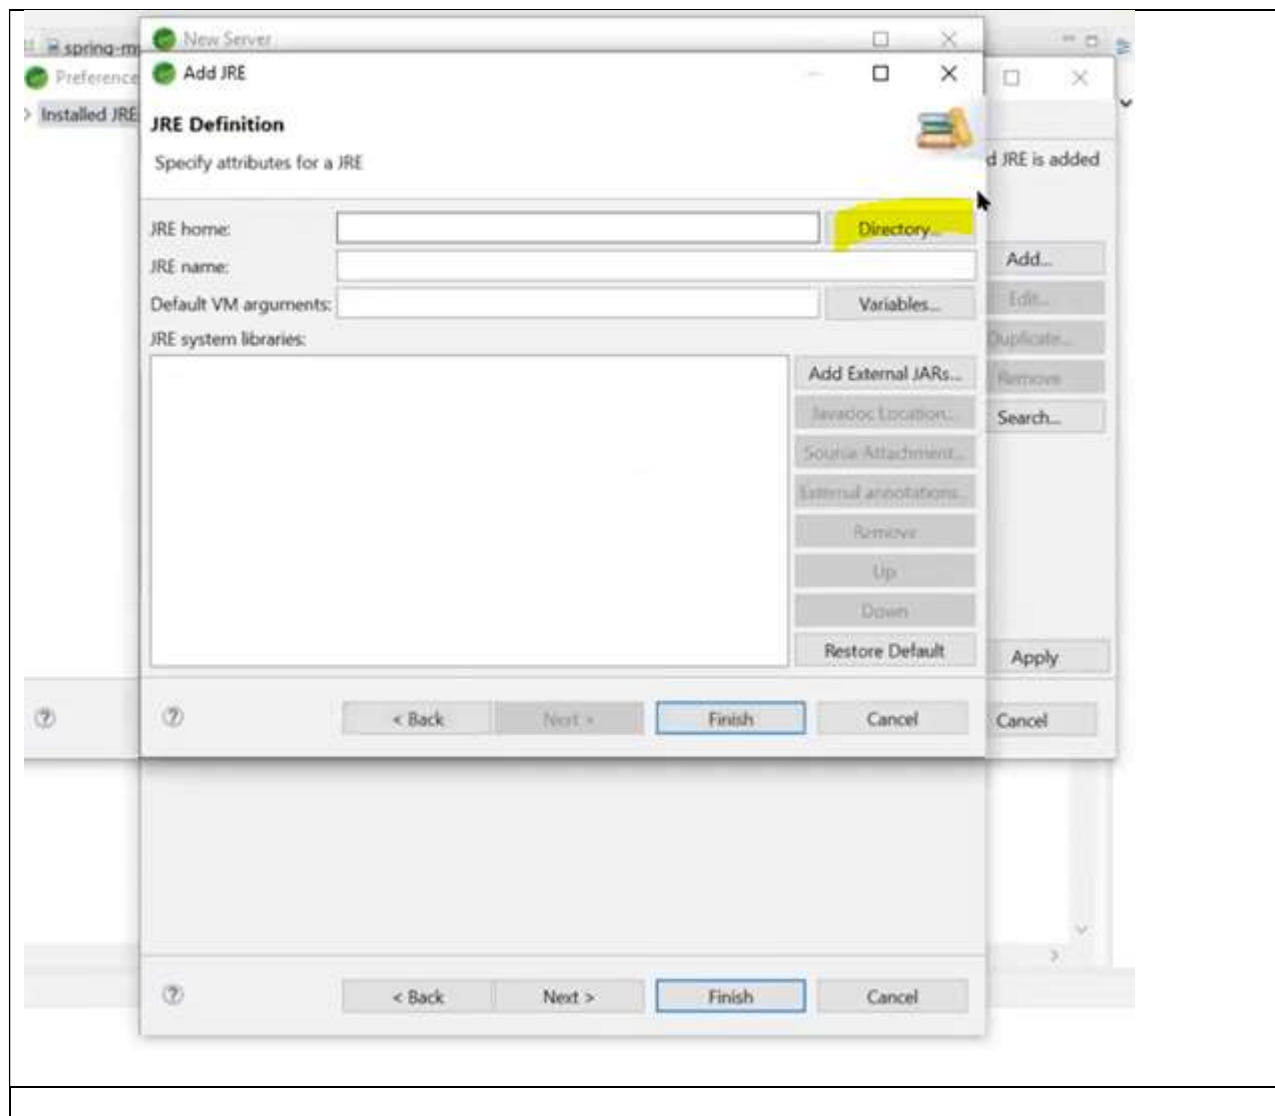 New Server
spring-m
Preference
Add JRE
Installed JRE
JRE Definition
Specify attributes for a JRE
d JRE is added
JRE home:
Directory...
JRE name:
Add...
Default VM arguments:
Variables...
Edit...
JRE system libraries:
Duplicate...
Add External JARs...
Remove
Javadoc Location...
Search...
Source Attachment...
External annotations...
Remove
Up
Down
Restore Default
Apply
< Back
Next >
Finish
Cancel
Cancel
< Back
Next >
Finish
Cancel